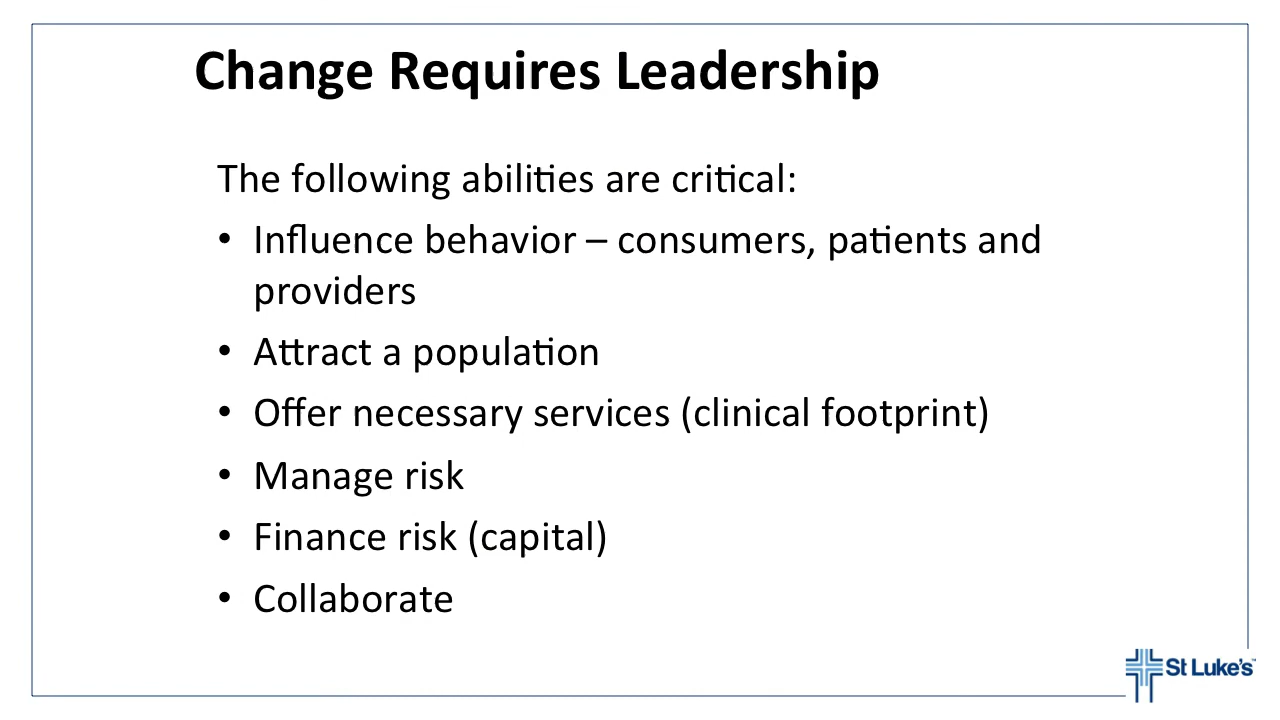 Change Requires Leadership
The following abilities are critical:
• Influence behavior – consumers, patients and
providers
• Attract a population
• Offer necessary services (clinical footprint)
• Manage risk
• Finance risk (capital)
• Collaborate
St Luke's™